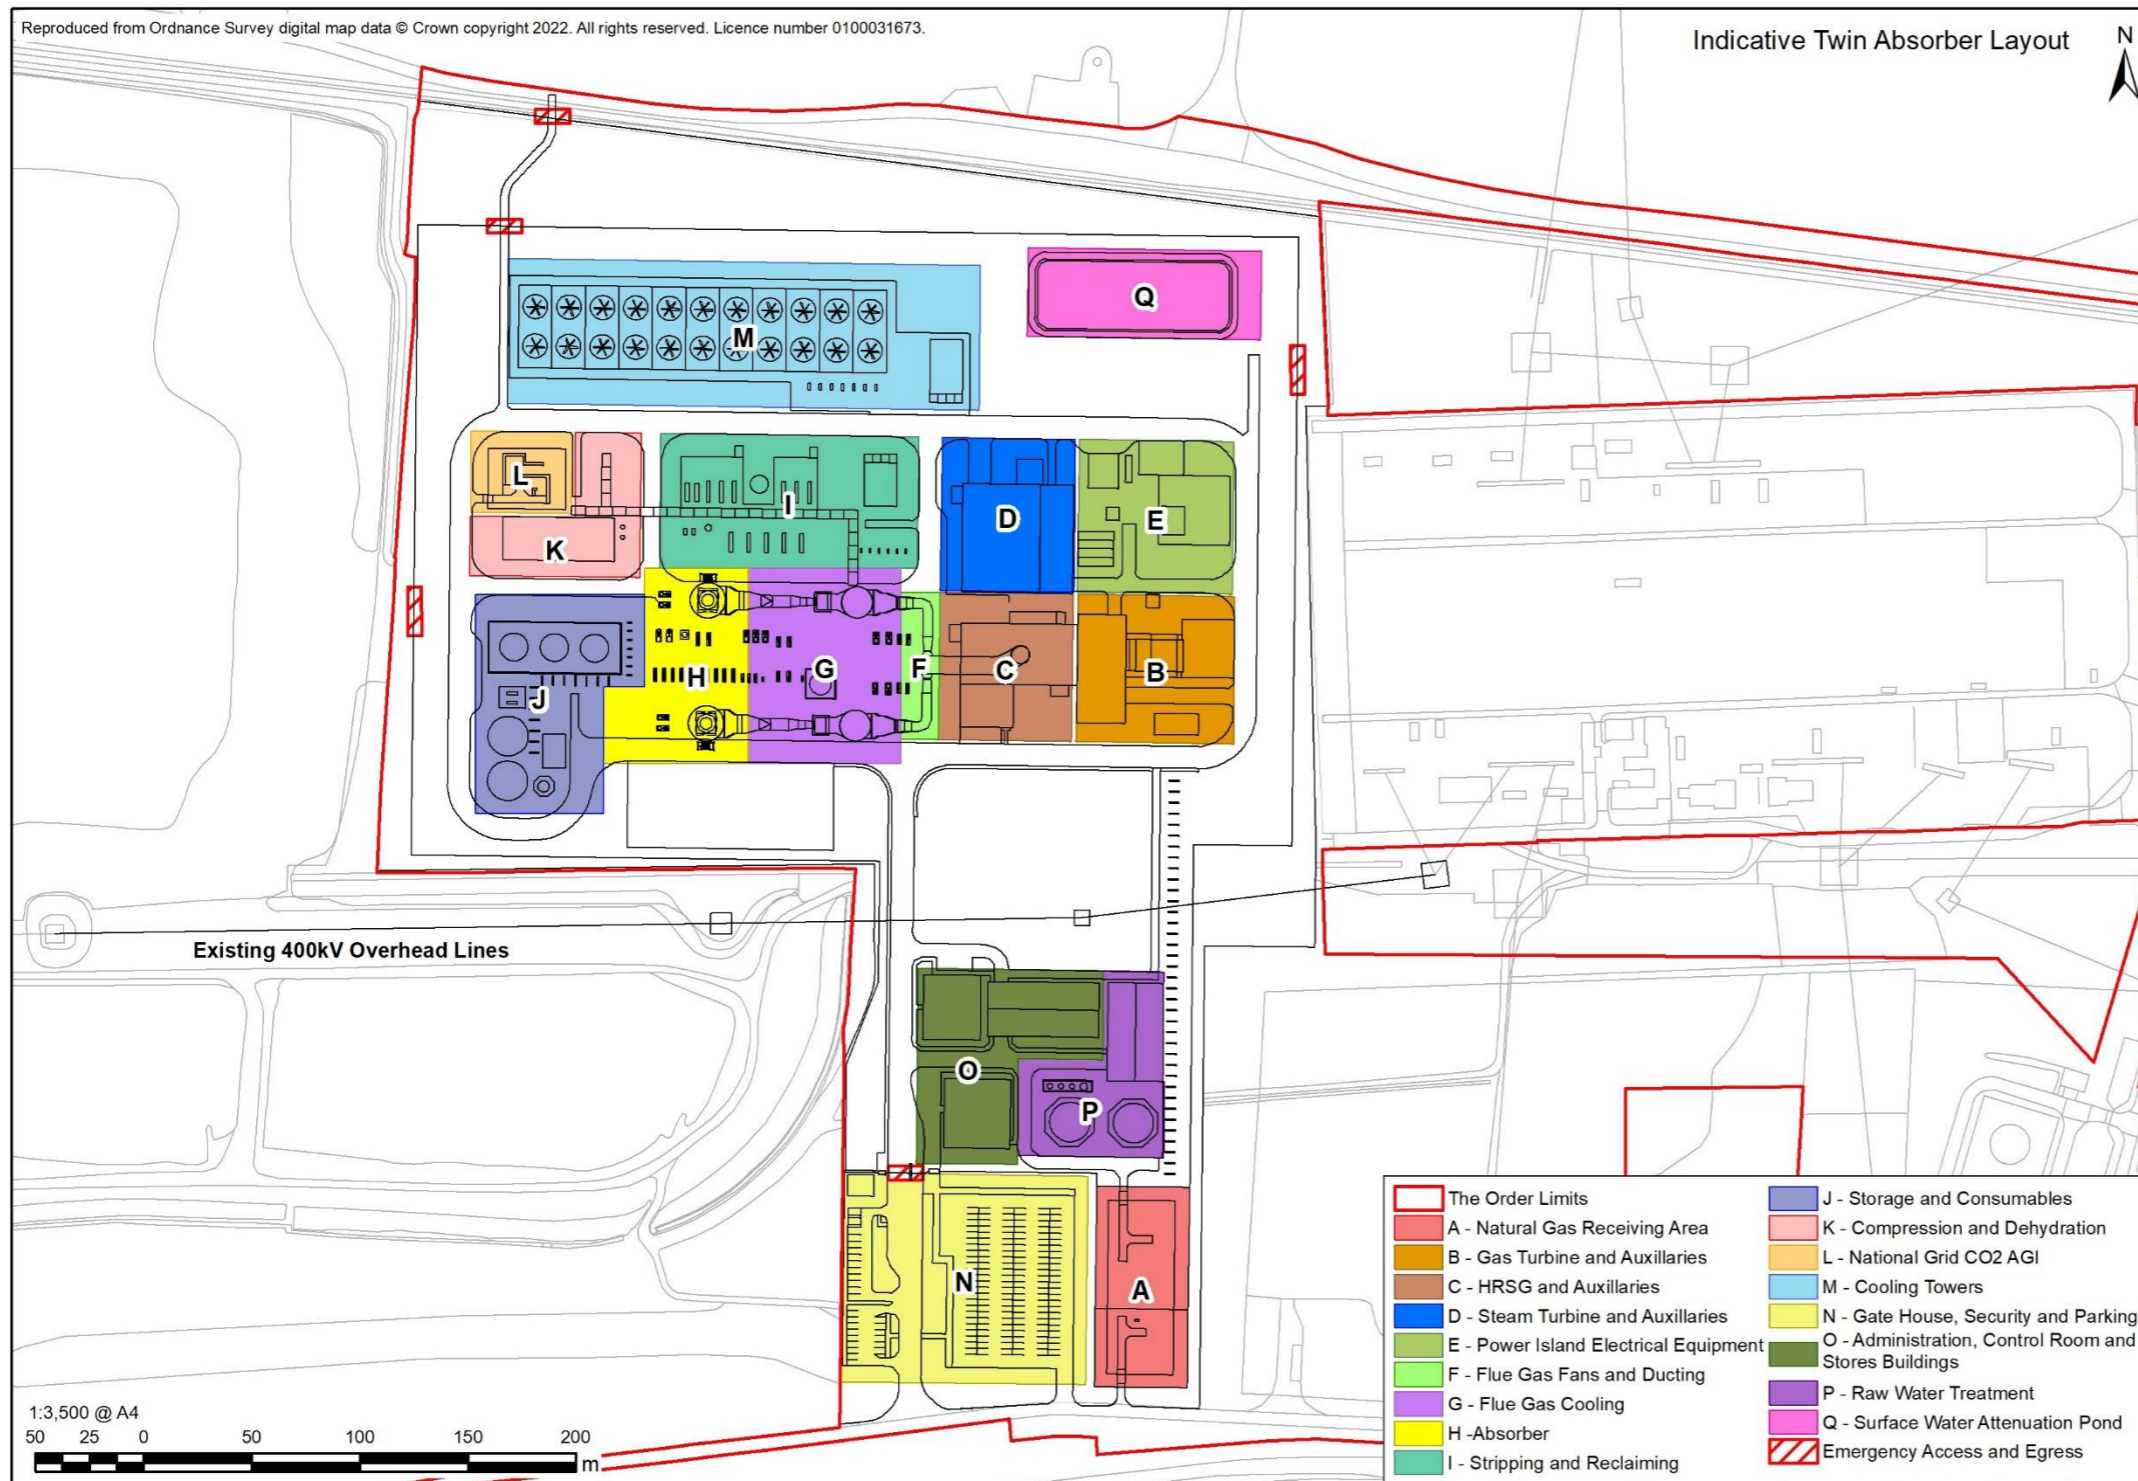 Reproduced from Ordnance Survey digital map data © Crown copyright 2022. All rights reserved. Licence number 0100031673.
Indicative Twin Absorber Layout
N
Q
M
L
I
D
E
K
F
G
H
C
B
J
Existing 400kV Overhead Lines
O
P
N
A
The Order Limits
A - Natural Gas Receiving Area
B - Gas Turbine and Auxillaries
C - HRSG and Auxillaries
D - Steam Turbine and Auxillaries
E - Power Island Electrical Equipment
F - Flue Gas Fans and Ducting
G - Flue Gas Cooling
H -Absorber
I - Stripping and Reclaiming
J - Storage and Consumables
K - Compression and Dehydration
L - National Grid CO2 AGI
M - Cooling Towers
N - Gate House, Security and Parking
O - Administration, Control Room and
Stores Buildings
P - Raw Water Treatment
Q - Surface Water Attenuation Pond
Emergency Access and Egress
1:3,500 @ A4
50 25 0 50 100 150 200
m